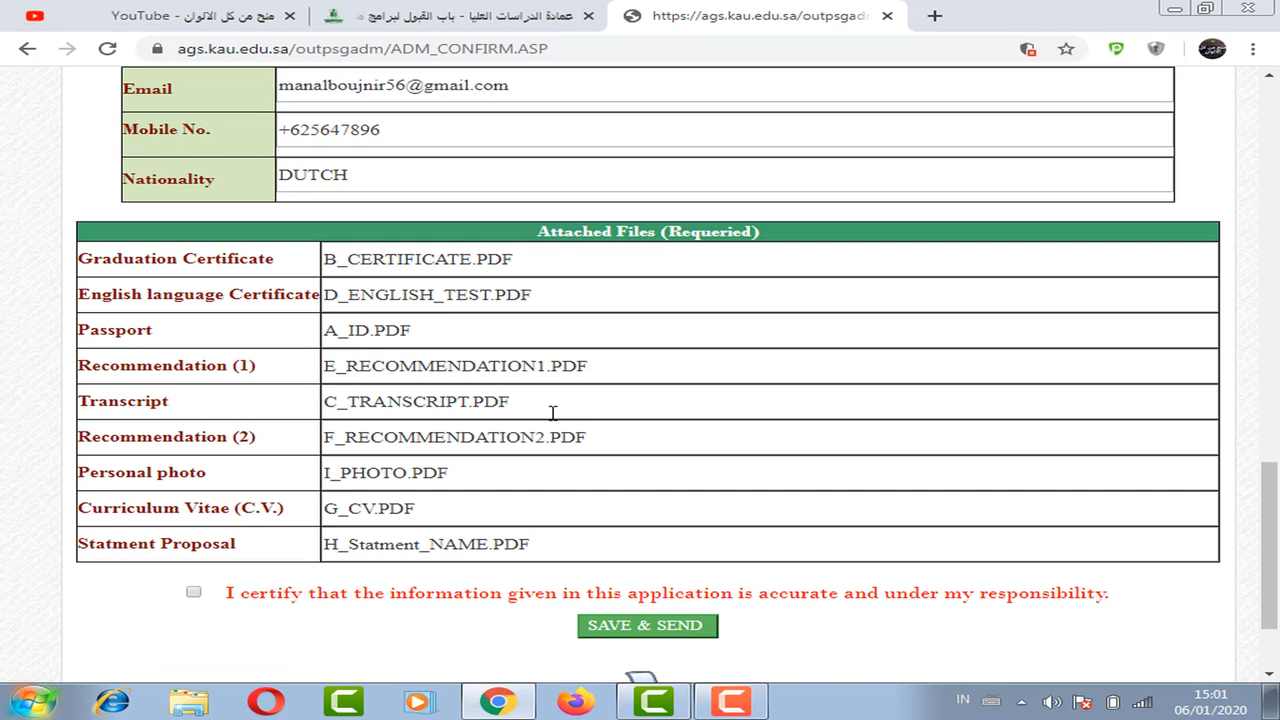 منح من كل الالوان - YouTube
عمادة الدراسات العليا - باب القبول لبرامج م
https://ags.kau.edu.sa/outpsgadm
ags.kau.edu.sa/outpsgadm/ADM_CONFIRM.ASP
Email manalboujnir56@gmail.com
Mobile No. +625647896
Nationality DUTCH
Attached Files (Requeried)
Graduation Certificate B_CERTIFICATE.PDF
English language Certificate D_ENGLISH_TEST.PDF
Passport A_ID.PDF
Recommendation (1) E_RECOMMENDATION1.PDF
Transcript C_TRANSCRIPT.PDF
Recommendation (2) F_RECOMMENDATION2.PDF
Personal photo I_PHOTO.PDF
Curriculum Vitae (C.V.) G_CV.PDF
Statment Proposal H_Statment_NAME.PDF
I certify that the information given in this application is accurate and under my responsibility.
SAVE & SEND
IN
15:01
06/01/2020